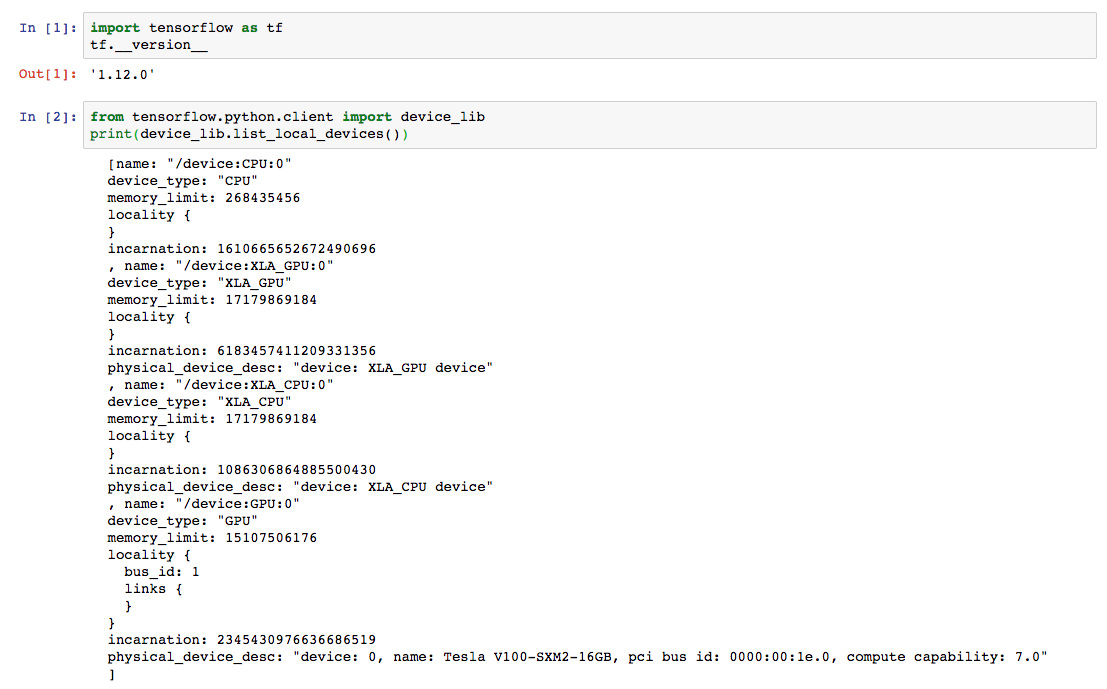 In [1]: import tensorflow as tf
tf.__version__
Out[1]: '1.12.0'
In [2]: from tensorflow.python.client import device_lib
print(device_lib.list_local_devices())
[name: "/device:CPU:0"
device_type: "CPU"
memory_limit: 268435456
locality {
}
incarnation: 1610665652672490696
, name: "/device:XLA_GPU:0"
device_type: "XLA_GPU"
memory_limit: 17179869184
locality {
}
incarnation: 6183457411209331356
physical_device_desc: "device: XLA_GPU device"
, name: "/device:XLA_CPU:0"
device_type: "XLA_CPU"
memory_limit: 17179869184
locality {
}
incarnation: 1086306864885500430
physical_device_desc: "device: XLA_CPU device"
, name: "/device:GPU:0"
device_type: "GPU"
memory_limit: 15107506176
locality {
  bus_id: 1
  links {
  }
}
incarnation: 2345430976636686519
physical_device_desc: "device: 0, name: Tesla V100-SXM2-16GB, pci bus id: 0000:00:1e.0, compute capability: 7.0"
]